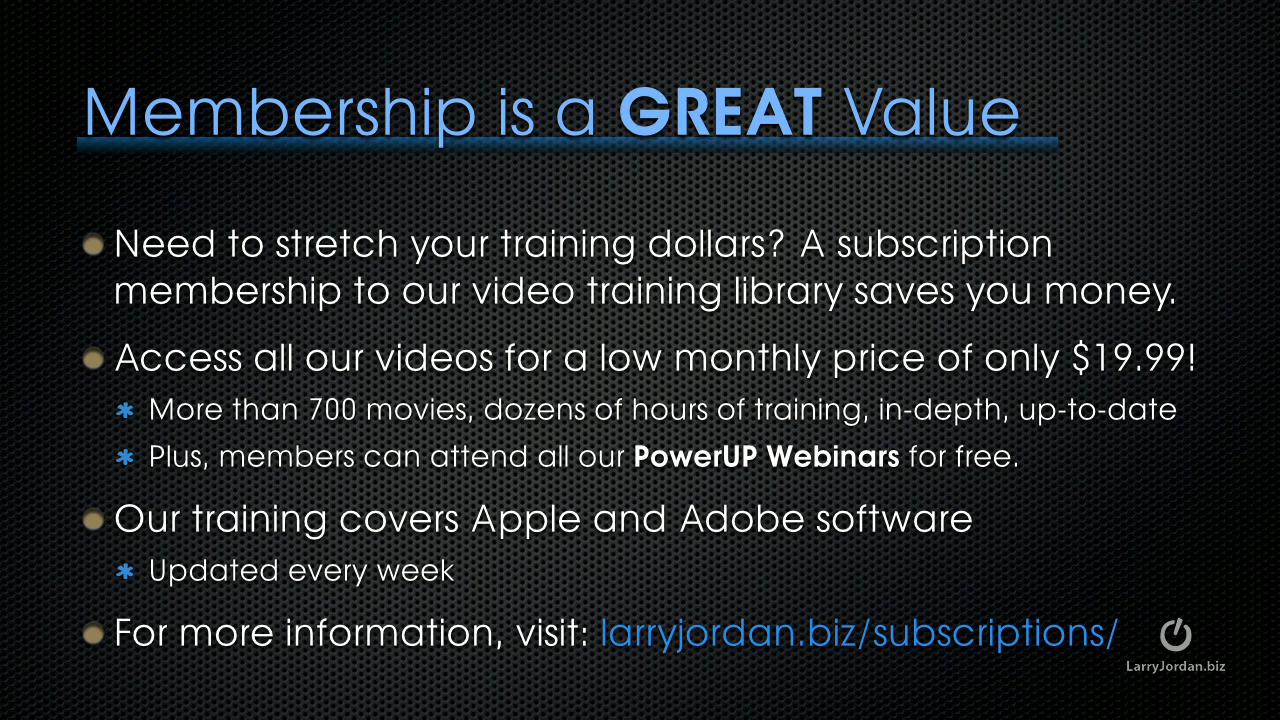 Membership is a GREAT Value
Need to stretch your training dollars? A subscription
membership to our video training library saves you money.
Access all our videos for a low monthly price of only $19.99!
More than 700 movies, dozens of hours of training, in-depth, up-to-date
Plus, members can attend all our PowerUP Webinars for free.
Our training covers Apple and Adobe software
Updated every week
For more information, visit: larryjordan.biz/subscriptions/
LarryJordan.biz